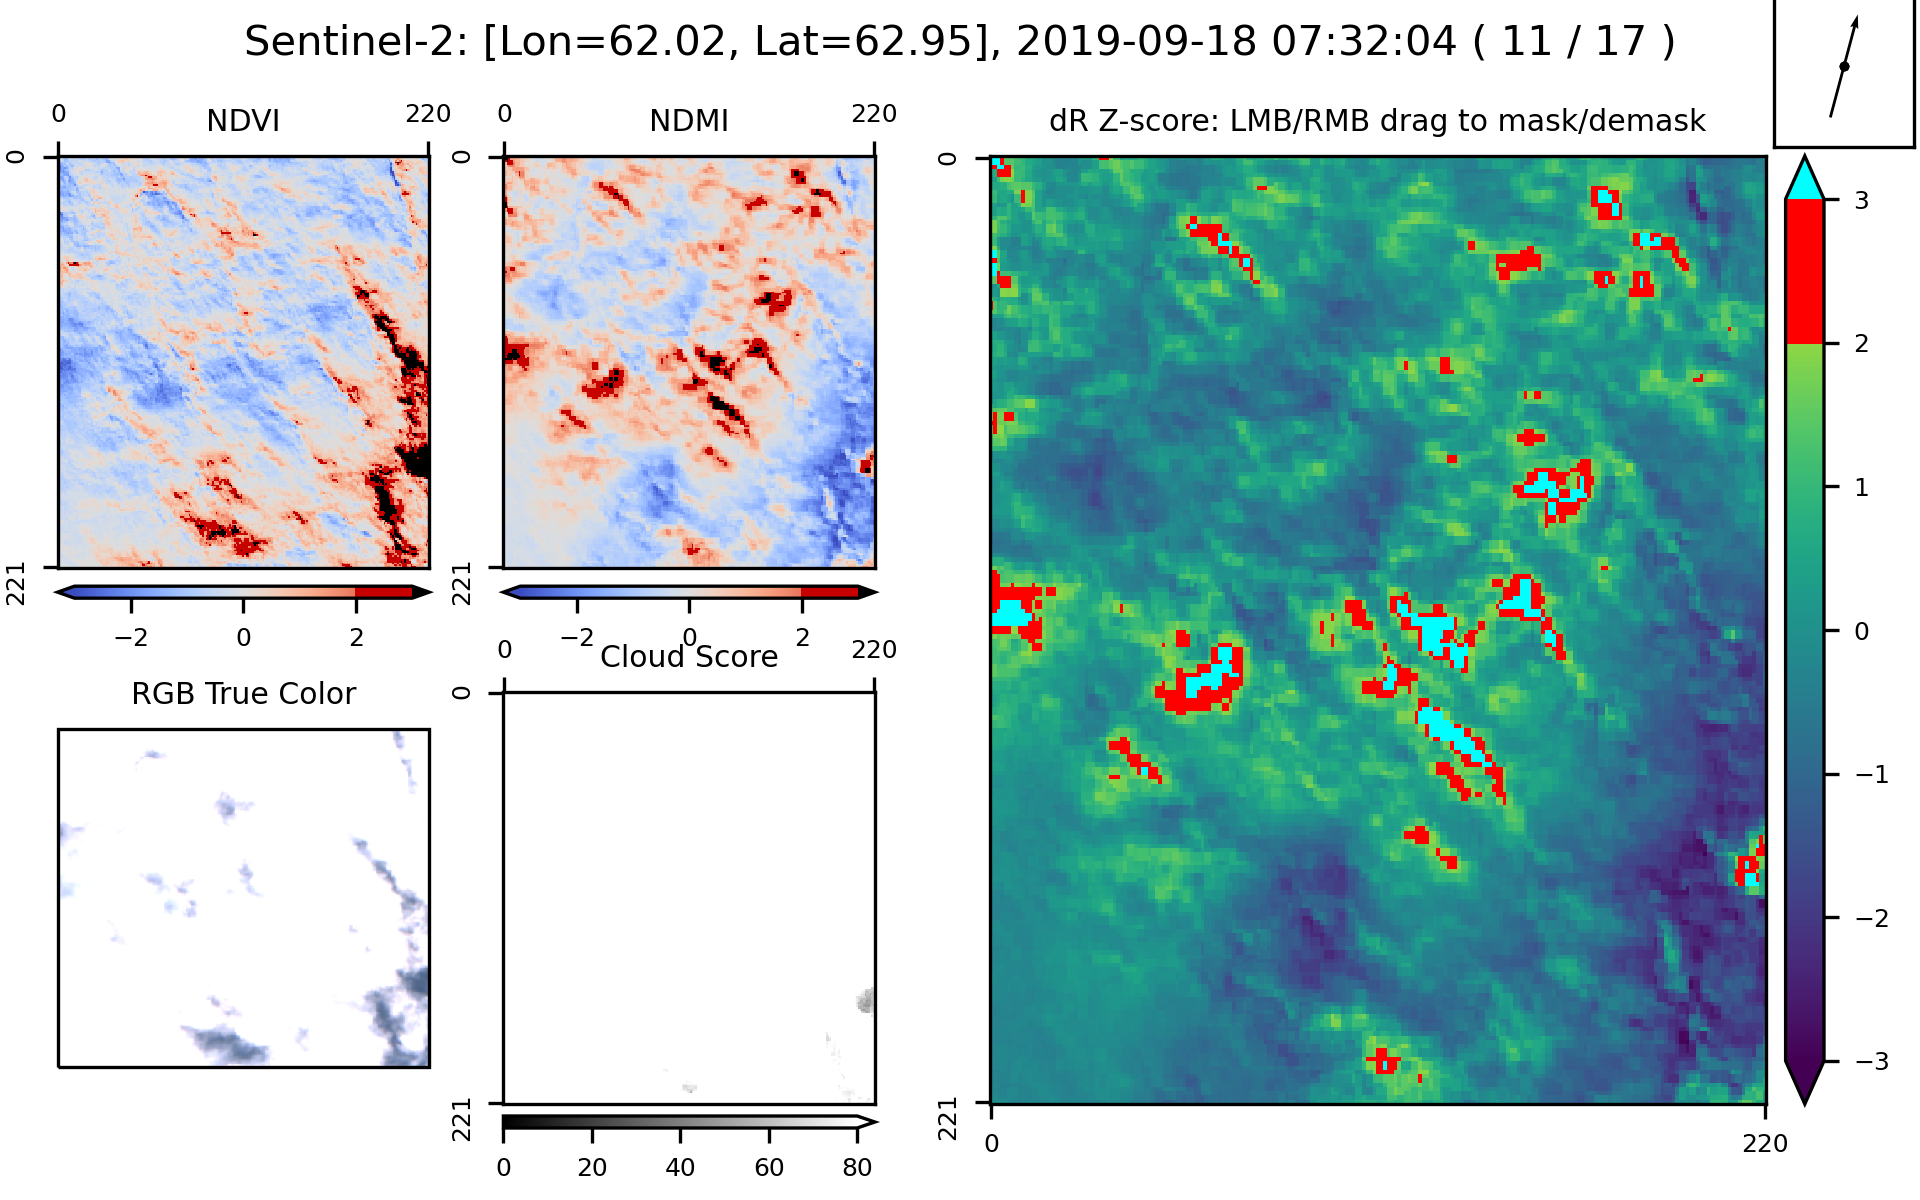 Sentinel-2: [Lon=62.02, Lat=62.95], 2019-09-18 07:32:04 ( 11 / 17 )
0 NDVI 220
0
221
−2 0 2
0 NDMI 220
0
221
−2 0 2
RGB True Color
0 Cloud Score 220
0
221
0 20 40 60 80
dR Z-score: LMB/RMB drag to mask/demask
0
221
0 220
3
2
1
0
−1
−2
−3